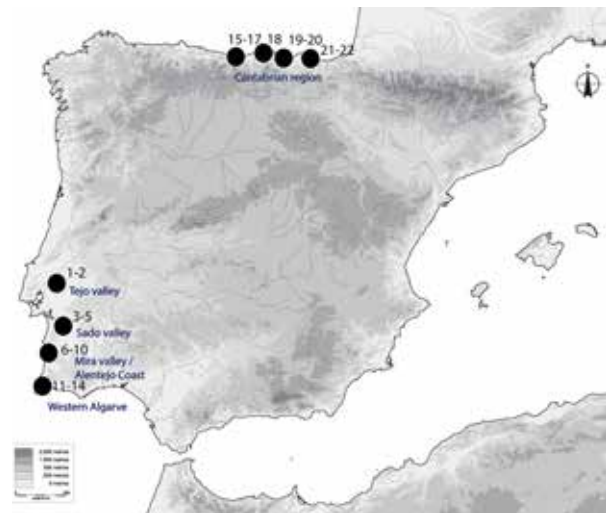 15-17 18 19-20
21-22
Cantabrian region
1-2
Tejo valley
3-5
Sado valley
6-10
Mira valley /
Alentejo Coast
11-14
Western Algarve